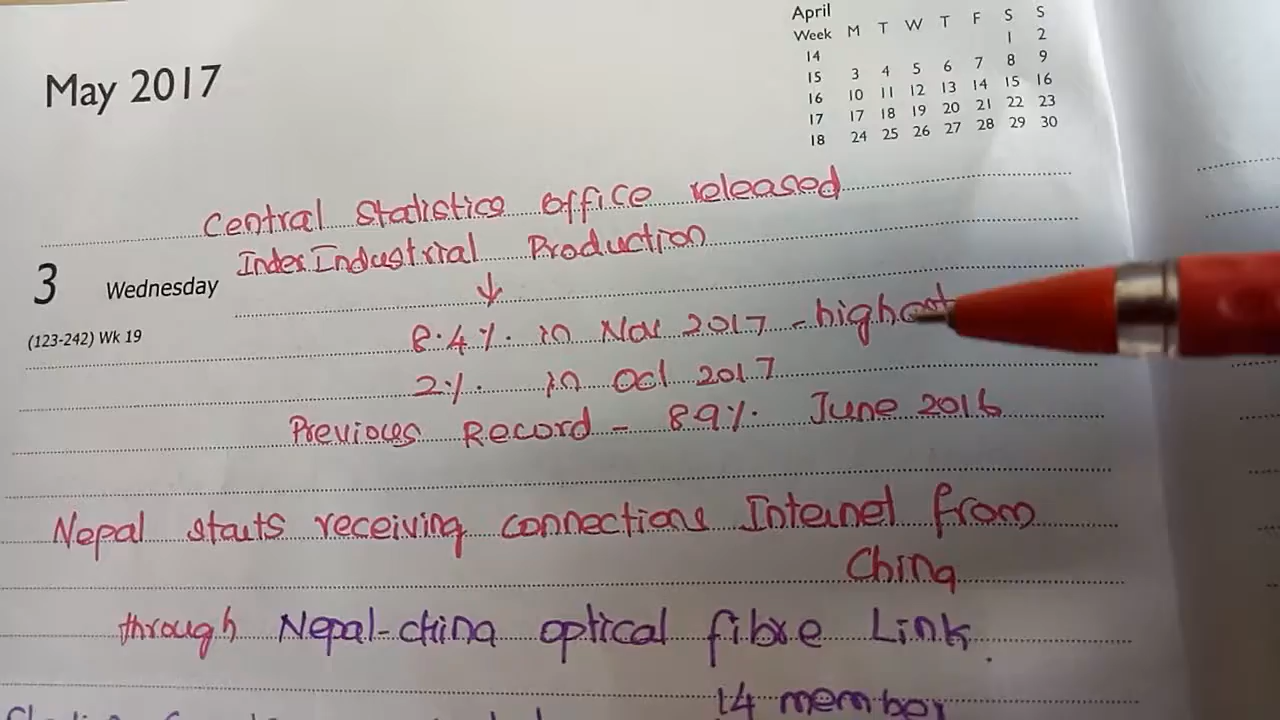 May 2017
April
Week M T W T F S S
14 1 2
15 3 4 5 6 7 8 9
16 10 11 12 13 14 15 16
17 17 18 19 20 21 22 23
18 24 25 26 27 28 29 30
Central Statistics office released
Index Industrial Production
3 Wednesday
(123-242) Wk 19
↓
8.4%. in Nov 2017 - highest
2%. in Oct 2017
Previous Record - 89%. June 2016
Nepal starts receiving connections Internet from
China
through Nepal-china optical fibre Link.
14 member